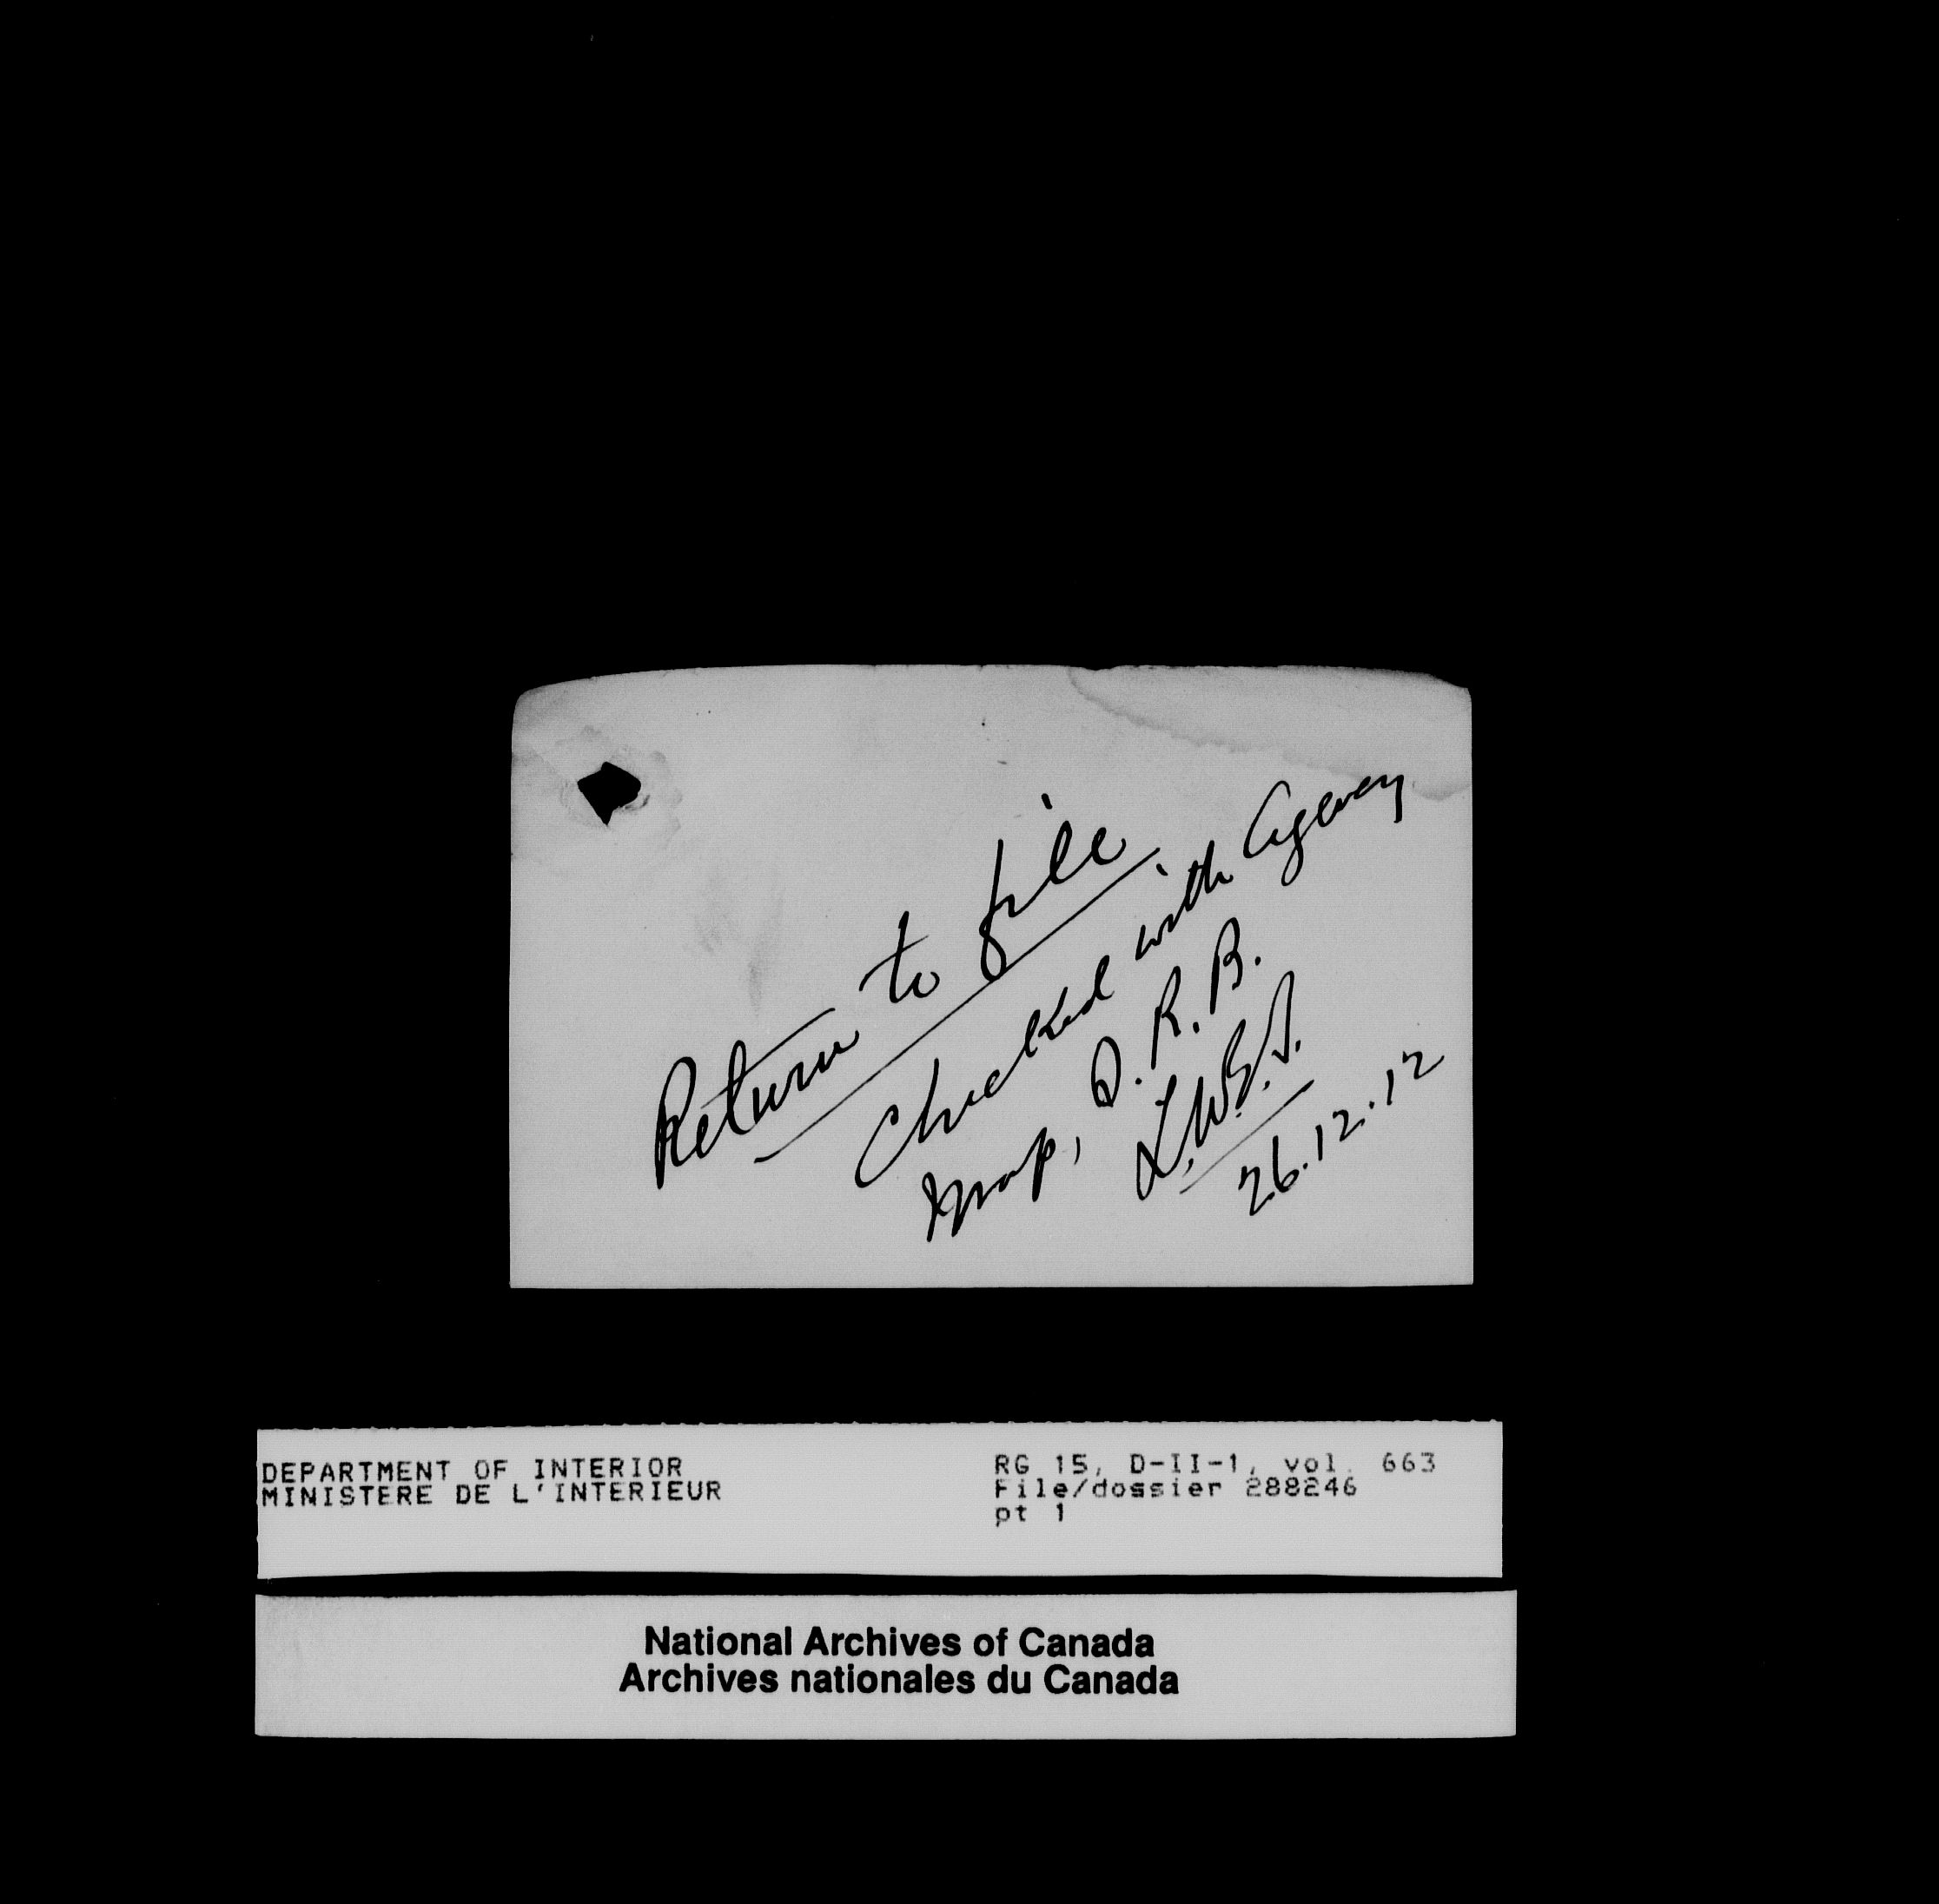 Return to file
Checked with Agency
Map, D. R. B.
26.12.12
DEPARTMENT OF INTERIOR
MINISTERE DE L'INTERIEUR
RG 15, D-II-1, vol. 663
File/dossier 288246
pt 1
National Archives of Canada
Archives nationales du Canada